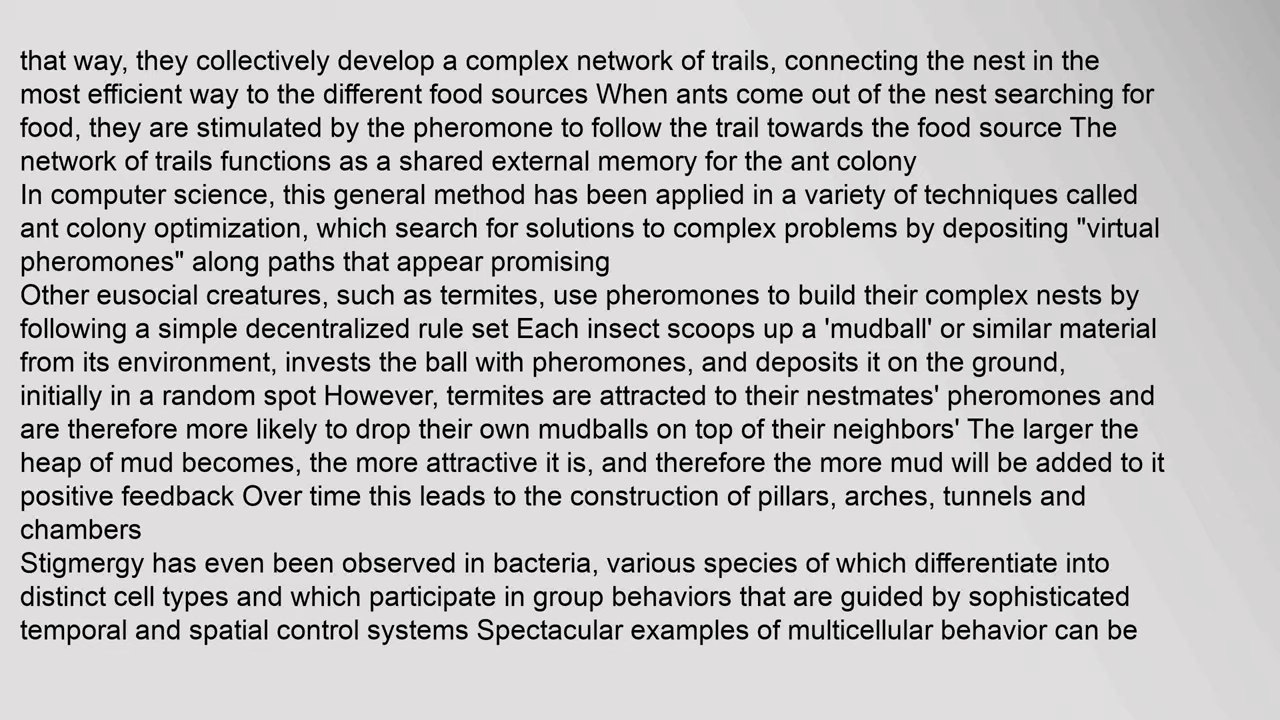 that way, they collectively develop a complex network of trails, connecting the nest in the
most efficient way to the different food sources When ants come out of the nest searching for
food, they are stimulated by the pheromone to follow the trail towards the food source The
network of trails functions as a shared external memory for the ant colony
In computer science, this general method has been applied in a variety of techniques called
ant colony optimization, which search for solutions to complex problems by depositing "virtual
pheromones" along paths that appear promising
Other eusocial creatures, such as termites, use pheromones to build their complex nests by
following a simple decentralized rule set Each insect scoops up a 'mudball' or similar material
from its environment, invests the ball with pheromones, and deposits it on the ground,
initially in a random spot However, termites are attracted to their nestmates' pheromones and
are therefore more likely to drop their own mudballs on top of their neighbors' The larger the
heap of mud becomes, the more attractive it is, and therefore the more mud will be added to it
positive feedback Over time this leads to the construction of pillars, arches, tunnels and
chambers
Stigmergy has even been observed in bacteria, various species of which differentiate into
distinct cell types and which participate in group behaviors that are guided by sophisticated
temporal and spatial control systems Spectacular examples of multicellular behavior can be